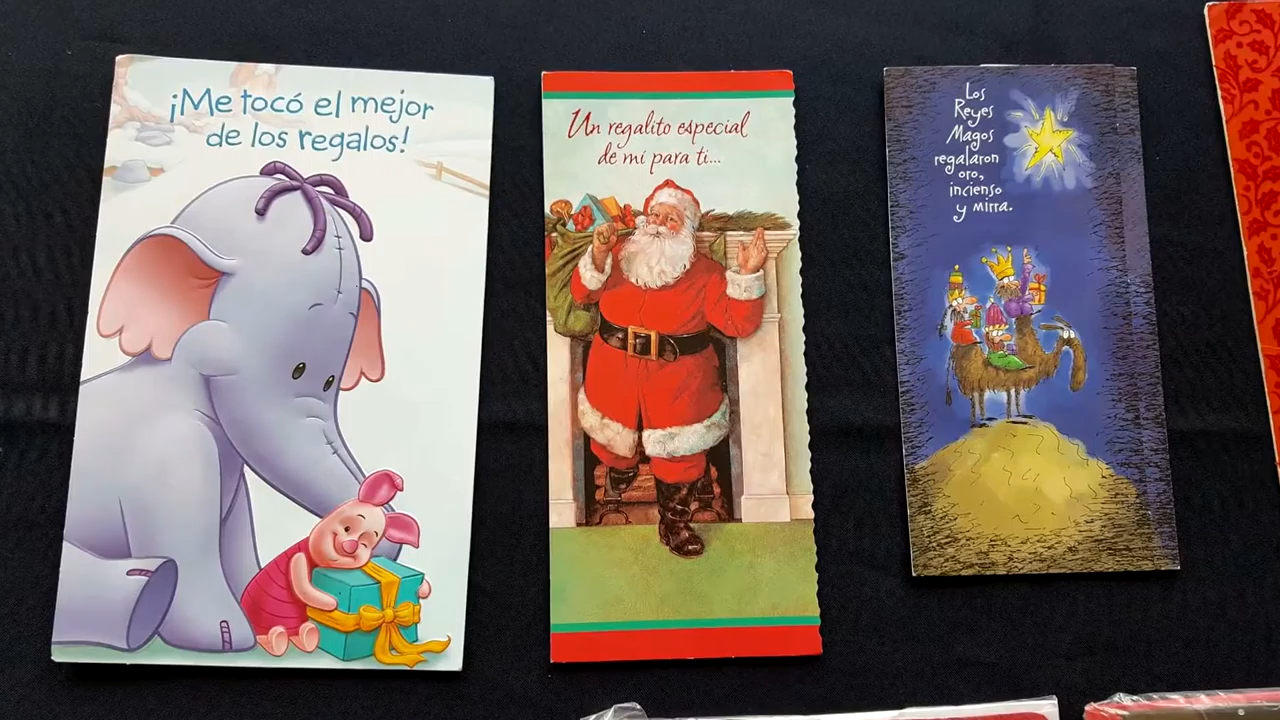 ¡Me tocó el mejor
de los regalos!
Un regalito especial
de mí para ti...
Los
Reyes
Magos
regalaron
oro,
incienso
y mirra.